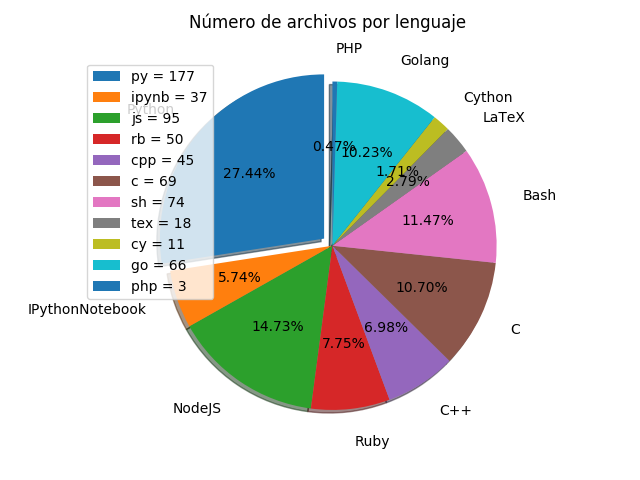 Número de archivos por lenguaje
py = 177
ipynb = 37
js = 95
rb = 50
cpp = 45
c = 69
sh = 74
tex = 18
cy = 11
go = 66
php = 3
Python
27.44%
IPythonNotebook
5.74%
NodeJS
14.73%
Ruby
7.75%
C++
6.98%
C
10.70%
Bash
11.47%
LaTeX
2.79%
Cython
1.71%
Golang
10.23%
PHP
0.47%